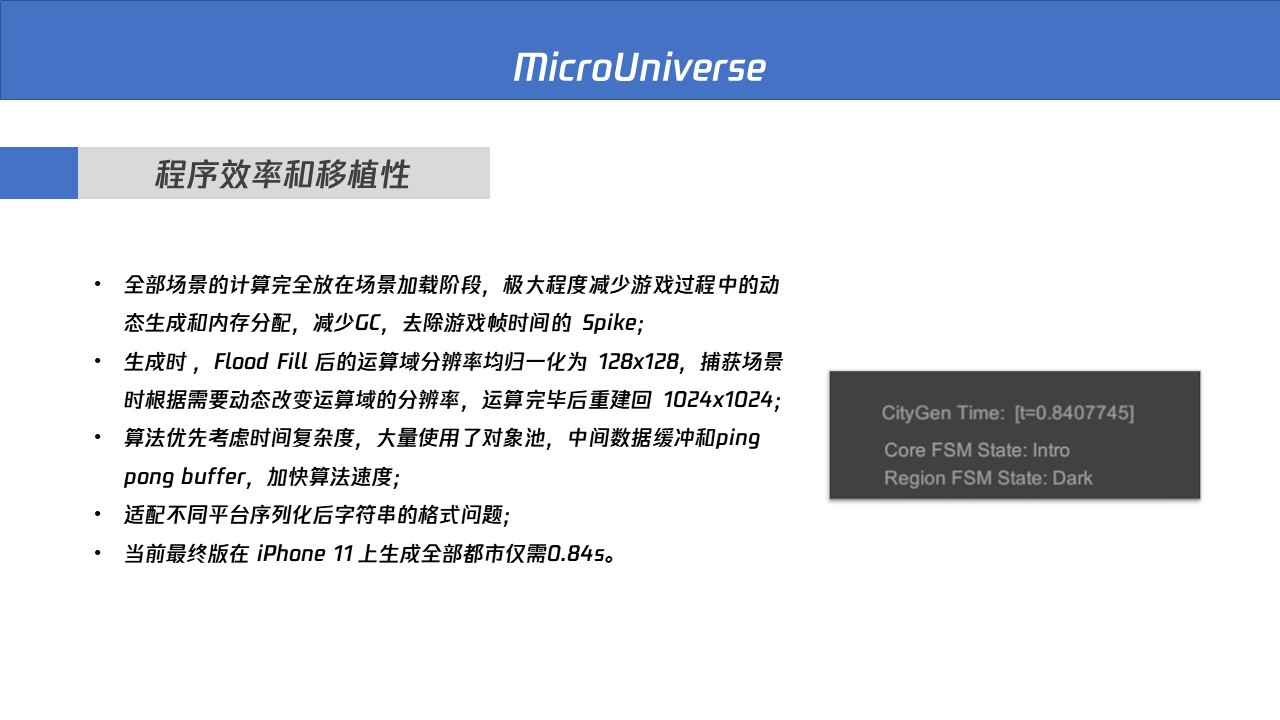 MicroUniverse
程序效率和移植性
• 全部场景的计算完全放在场景加载阶段，极大程度减少游戏过程中的动
态生成和内存分配，减少GC，去除游戏帧时间的 Spike；
• 生成时，Flood Fill 后的运算域分辨率均归一化为 128x128，捕获场景
时根据需要动态改变运算域的分辨率，运算完毕后重建回 1024x1024；
• 算法优先考虑时间复杂度，大量使用了对象池，中间数据缓冲和ping
pong buffer，加快算法速度；
• 适配不同平台序列化后字符串的格式问题；
• 当前最终版在 iPhone 11 上生成全部都市仅需0.84s。
CityGen Time: [t=0.8407745]
Core FSM State: Intro
Region FSM State: Dark